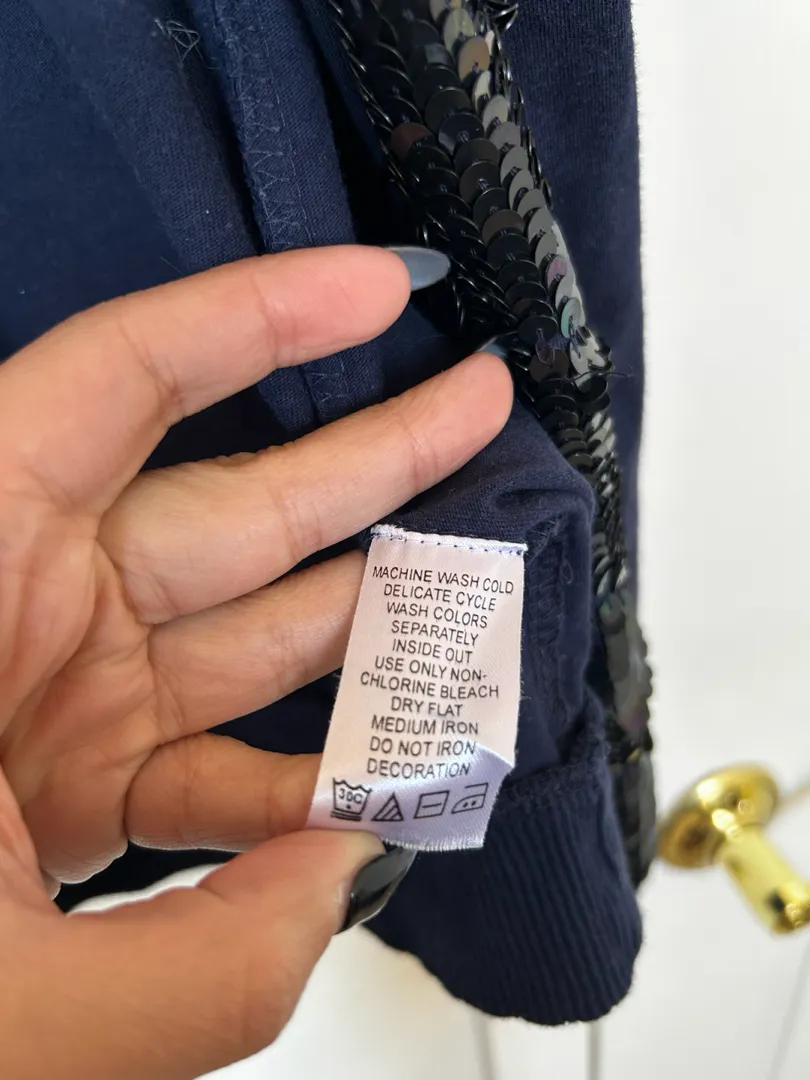 MACHINE WASH COLD
DELICATE CYCLE
WASH COLORS
SEPARATELY
INSIDE OUT
USE ONLY NON-
CHLORINE BLEACH
DRY FLAT
MEDIUM IRON
DO NOT IRON
DECORATION
30C